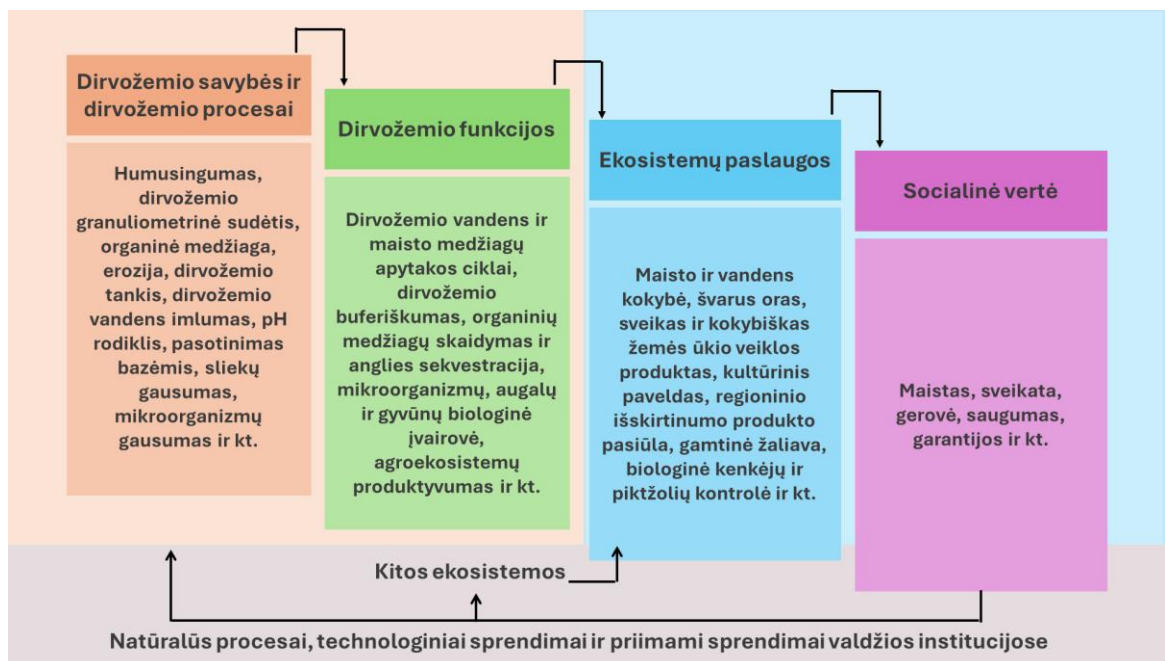 Dirvožemio savybės ir
dirvožemio procesai
Humusingumas,
dirvožemio
granuliometrinė sudėtis,
organinė medžiaga,
erozija, dirvožemio
tankis, dirvožemio
vandens imlumas, pH
rodiklis, pasotinimas
bazėmis, sliekų
gausumas,
mikroorganizmų
gausumas ir kt.
Dirvožemio funkcijos
Dirvožemio vandens ir
maisto medžiagų
apytakos ciklai,
dirvožemio
buferiškumas, organinių
medžiagų skaidymas ir
anglies sekvestracija,
mikroorganizmų, augalų
ir gyvūnų biologinė
įvairovė,
agroekosistemų
produktyvumas ir kt.
Ekosistemų paslaugos
Maisto ir vandens
kokybė, švarus oras,
sveikas ir kokybiškas
žemės ūkio veiklos
produktas, kultūrinis
paveldas, regioninio
išskirtinumo produkto
pasiūla, gamtinė žaliava,
biologinė kenkėjų ir
piktžolių kontrolė ir kt.
Socialinė vertė
Maistas, sveikata,
gerovė, saugumas,
garantijos ir kt.
Kitos ekosistemos
Natūralūs procesai, technologiniai sprendimai ir priimami sprendimai valdžios institucijose